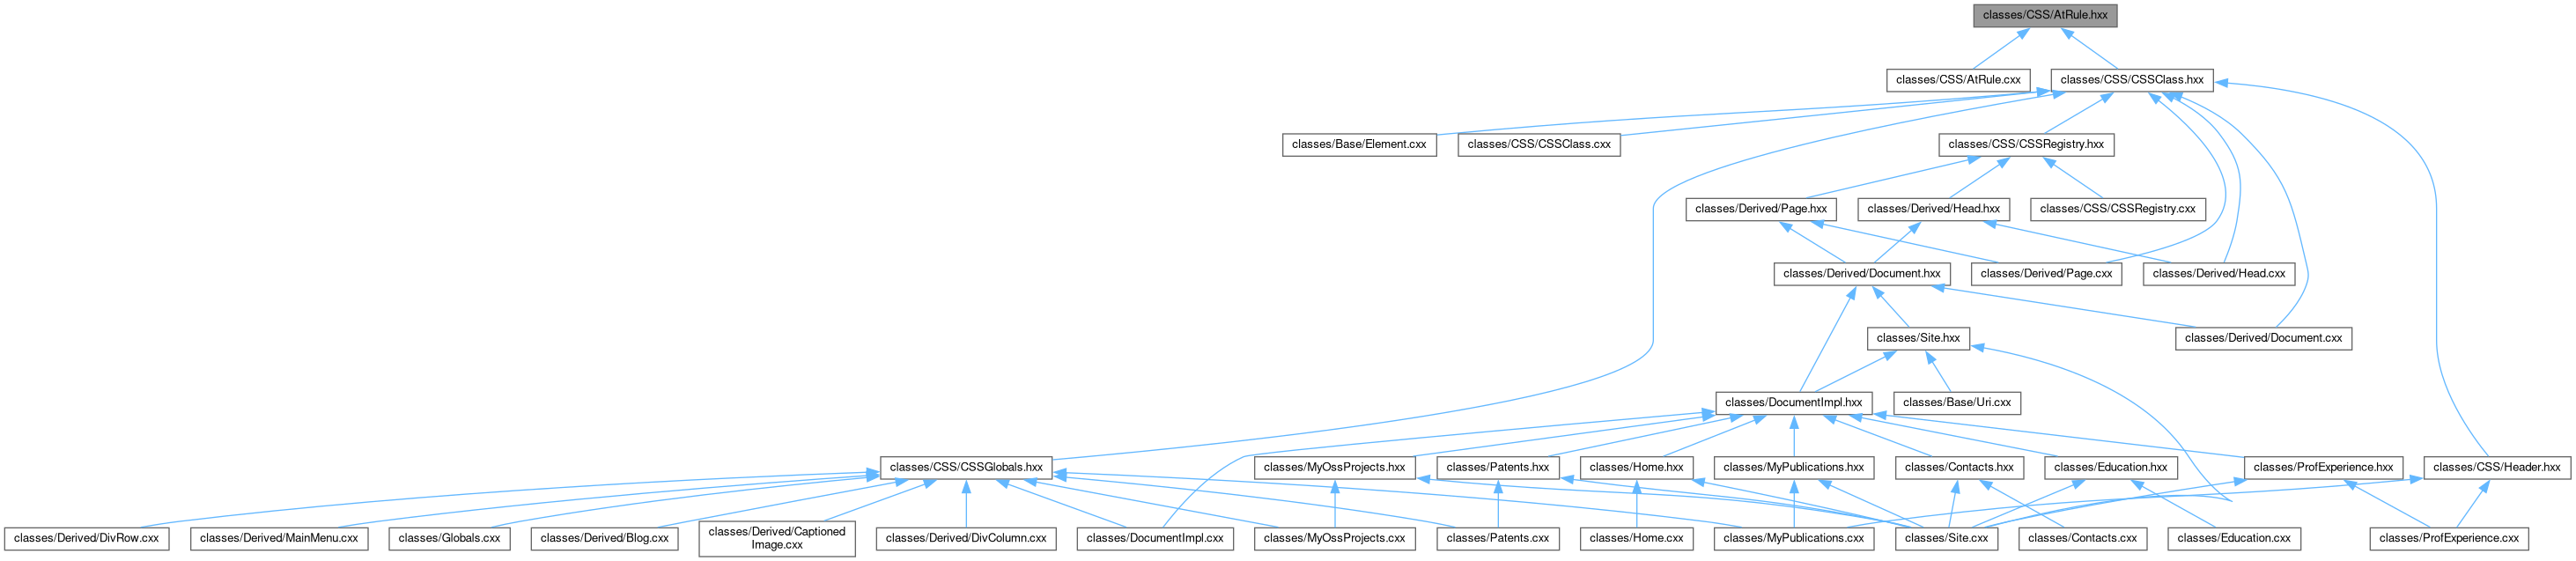 classes/CSS/AtRule.hxx
classes/CSS/AtRule.cxx
classes/CSS/CSSClass.hxx
classes/Base/Element.cxx
classes/CSS/CSSClass.cxx
classes/CSS/CSSRegistry.hxx
classes/Derived/Page.hxx
classes/Derived/Head.hxx
classes/CSS/CSSRegistry.cxx
classes/Derived/Document.hxx
classes/Derived/Page.cxx
classes/Derived/Head.cxx
classes/Site.hxx
classes/Derived/Document.cxx
classes/DocumentImpl.hxx
classes/Base/Uri.cxx
classes/CSS/CSSGlobals.hxx
classes/MyOssProjects.hxx
classes/Patents.hxx
classes/Home.hxx
classes/MyPublications.hxx
classes/Contacts.hxx
classes/Education.hxx
classes/ProfExperience.hxx
classes/CSS/Header.hxx
classes/Derived/DivRow.cxx
classes/Derived/MainMenu.cxx
classes/Globals.cxx
classes/Derived/Blog.cxx
classes/Derived/Captioned
Image.cxx
classes/Derived/DivColumn.cxx
classes/DocumentImpl.cxx
classes/MyOssProjects.cxx
classes/Patents.cxx
classes/Home.cxx
classes/MyPublications.cxx
classes/Site.cxx
classes/Contacts.cxx
classes/Education.cxx
classes/ProfExperience.cxx